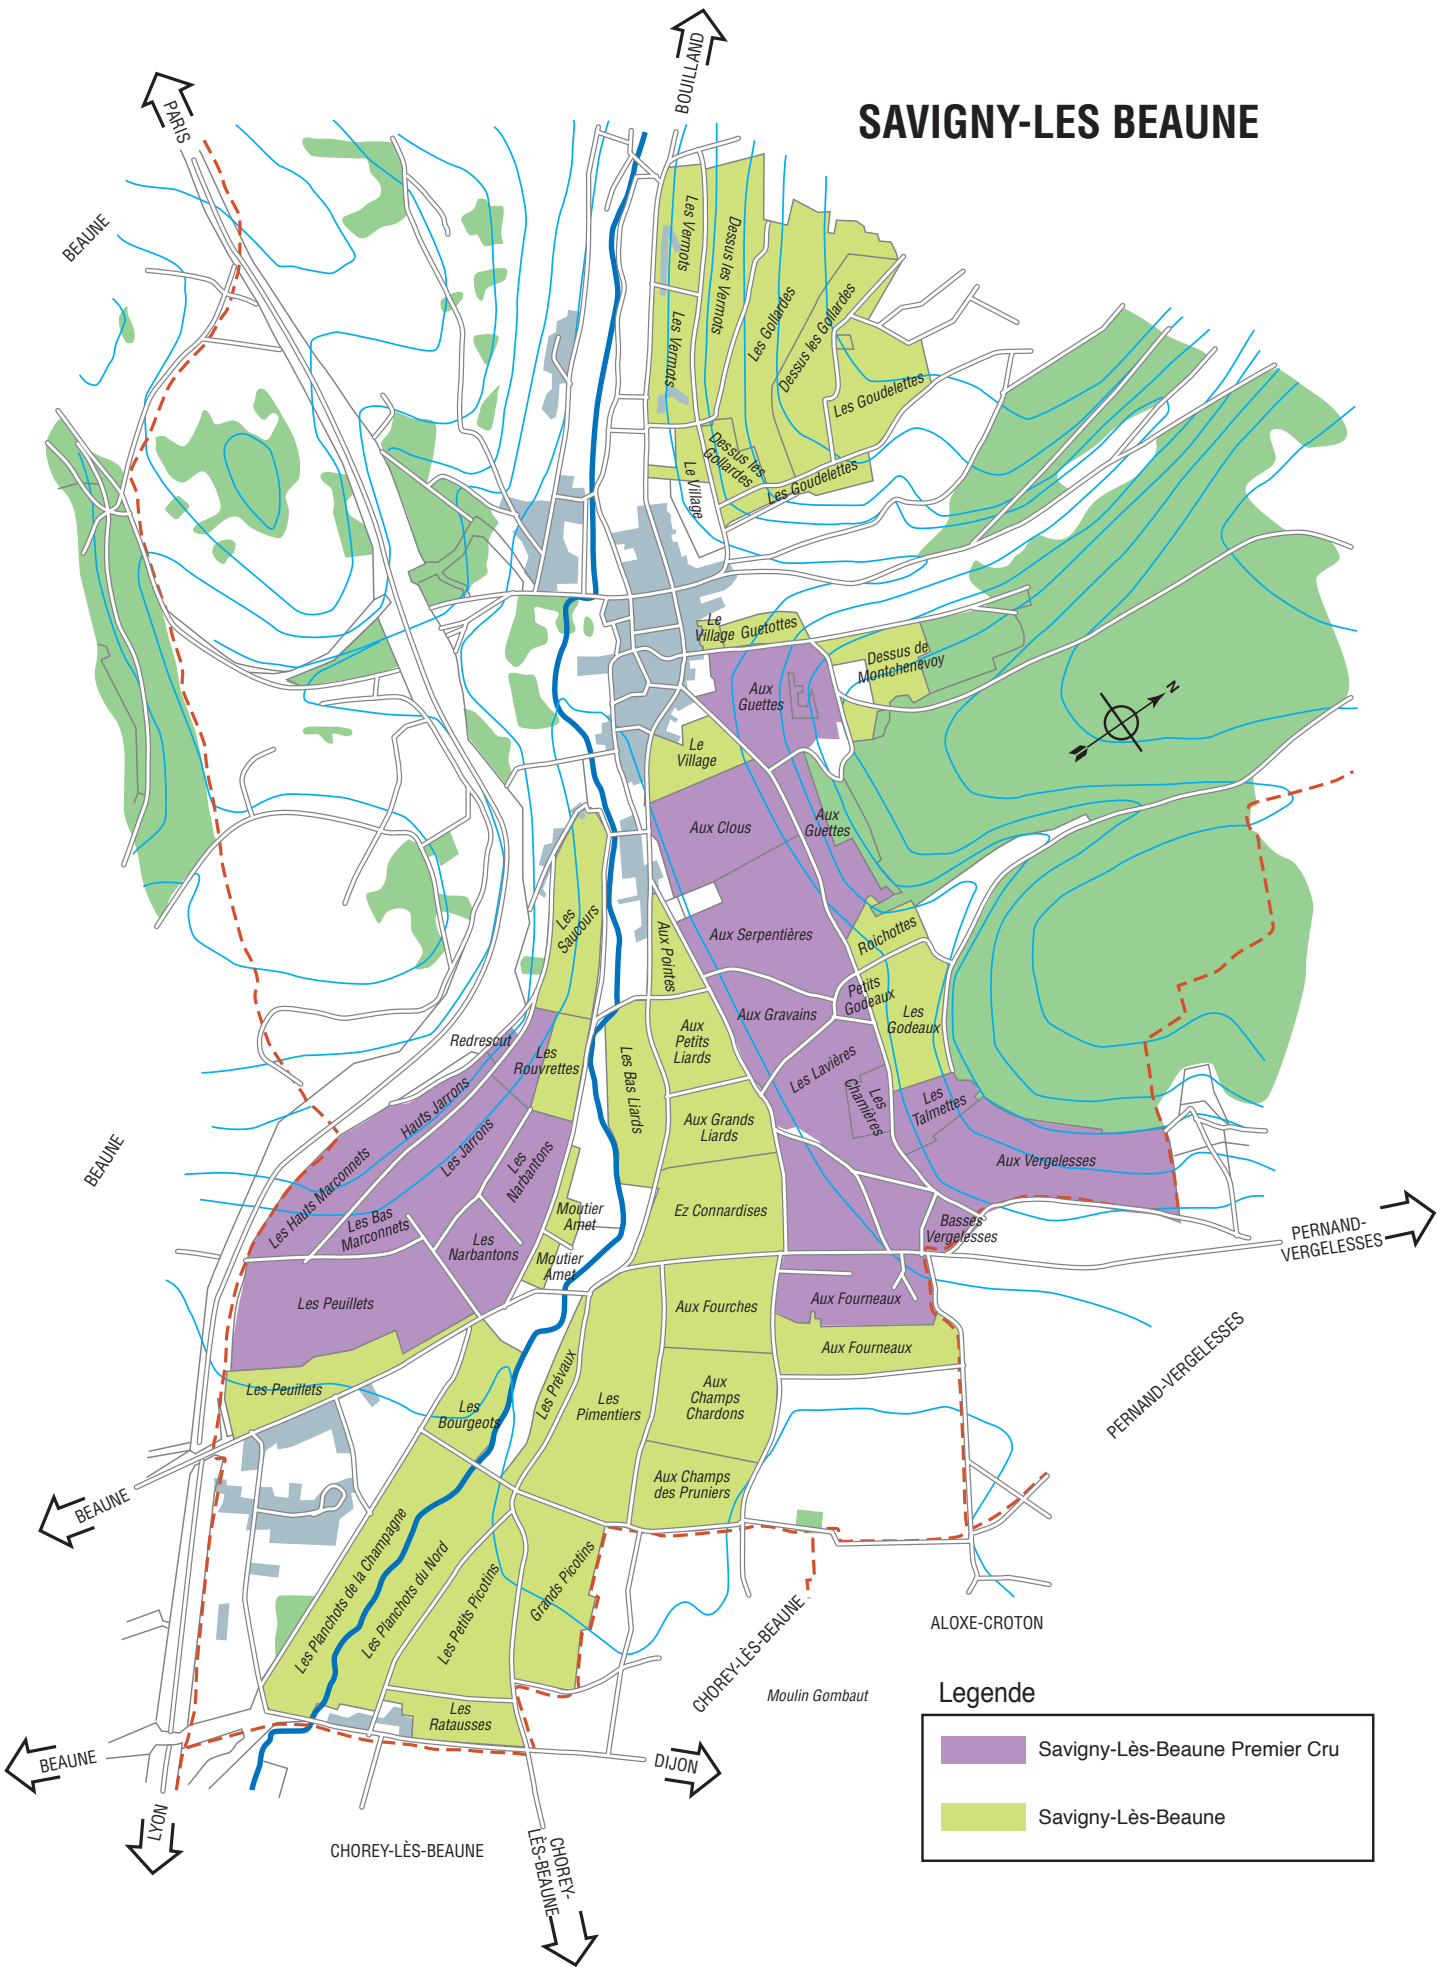 BOUILLAND
PARIS
SAVIGNY-LES BEAUNE
BEAUNE
Les Vermots
Dessus les Vermots
Les Gollardes
Dessus les Gollardes
Les Vermots
Les Goudelettes
Dessus les
Gollardes
Les Goudelettes
Le Village
Le
Village
Guetottes
Dessus de
Montchenevoy
N
Aux
Guettes
Le
Village
Aux Clous
Aux
Guettes
Les
Saucours
Aux Pointes
Aux Serpentières
Roichottes
Petits
Godeaux
Les
Godeaux
Aux Gravains
Aux
Petits
Liards
Redrescut
Les
Rouvrettes
Les Bas Liards
Les Lavières
Les
Charnières
Les
Talmettes
Hauts Jarrons
Les Jarrons
Aux Grands
Liards
BEAUNE
Les Hauts Marconnets
Les
Narbantons
Aux Vergelesses
Les Bas
Marconnets
Moutier
Amet
Ez Connardises
Basses
Vergelesses
PERNAND-
VERGELESSES
Les
Narbantons
Moutier
Amet
Les Peuillets
Aux Fourches
Aux Fourneaux
Aux Fourneaux
PERNAND-VERGELESSES
Les Peuillets
Les Prévaux
Les
Pimentiers
Aux
Champs
Chardons
Les
Bourgeots
Aux Champs
des Pruniers
BEAUNE
Les Planchots de la Champagne
Les Planchots du Nord
Les Petits Picotins
Grands Picotins
CHOREY-LÈS-BEAUNE
ALOXE-CROTON
Moulin Gombaut
Les
Ratausses
BEAUNE
DIJON
LYON
CHOREY-LÈS-BEAUNE
CHOREY-
LÈS-BEAUNE
Legende
Savigny-Lès-Beaune Premier Cru
Savigny-Lès-Beaune